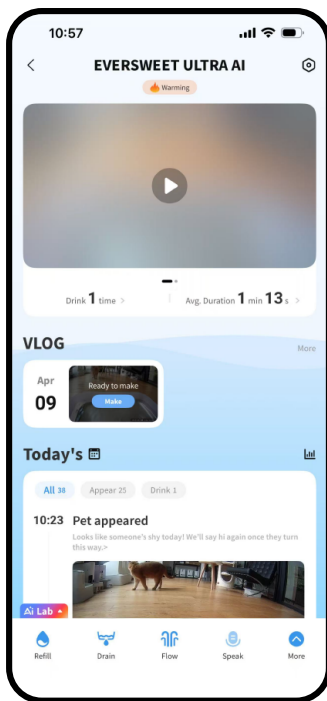 10:57
EVERSWEET ULTRA AI
Warming
Drink 1 time >
Avg. Duration 1 min 13 s >
VLOG
More
Apr
09
Ready to make
Make
Today's
All 38
Appear 25
Drink 1
10:23 Pet appeared
Looks like someone's shy today! We'll say hi again once they turn
this way.>
Ai Lab
Refill
Drain
Flow
Speak
More